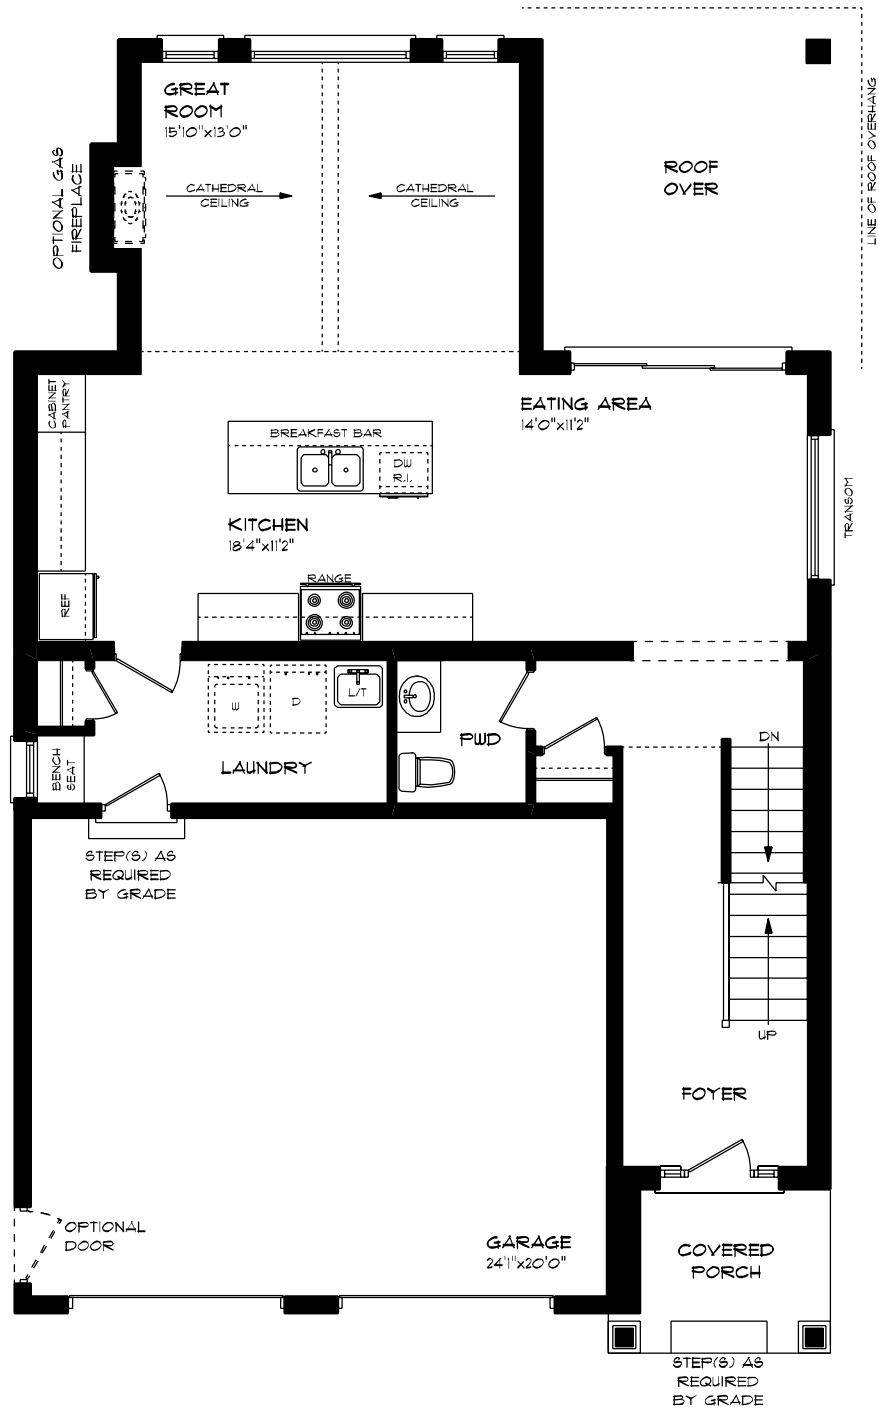 GREAT
ROOM
15'10"x13'0"
OPTIONAL GAS
FIREPLACE
CATHEDRAL
CEILING
CATHEDRAL
CEILING
ROOF
OVER
LINE OF ROOF OVERHANG
CABINET
PANTRY
BREAKFAST BAR
DW
R.I.
EATING AREA
14'0"x11'2"
KITCHEN
18'4"x11'2"
TRANSOM
REF
RANGE
W
D
L/T
PWD
LAUNDRY
BENCH
SEAT
DN
STEP(S) AS
REQUIRED
BY GRADE
UP
FOYER
OPTIONAL
DOOR
GARAGE
24'1"x20'0"
COVERED
PORCH
STEP(S) AS
REQUIRED
BY GRADE